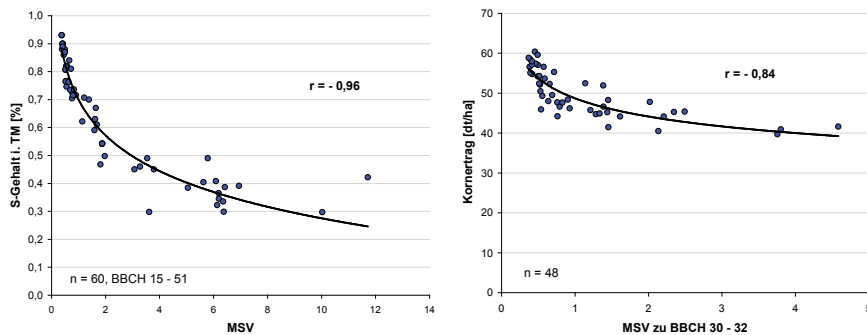 S-Gehalt i. TM [%]
1,0
0,9
0,8
0,7
0,6
0,5
0,4
0,3
0,2
0,1
0,0
r = - 0,96
n = 60, BBCH 15 - 51
0 2 4 6 8 10 12 14
MSV
Kornertrag [dt/ha]
70
60
50
40
30
20
10
0
r = - 0,84
n = 48
0 1 2 3 4 5
MSV zu BBCH 30 - 32